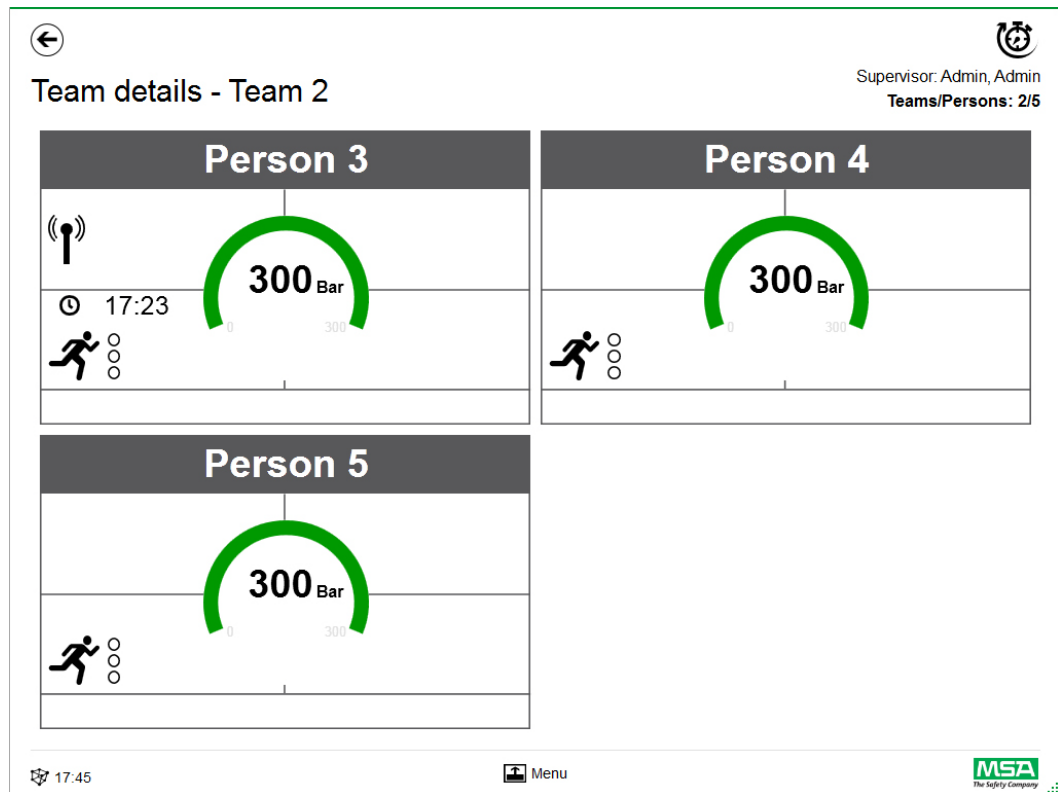 Supervisor: Admin, Admin
Team details - Team 2
Teams/Persons: 2/5
Person 3
Person 4
300 Bar
300 Bar
17:23
0
300
0
300
Person 5
300 Bar
0
300
17:45
Menu
MSA
The Safety Company